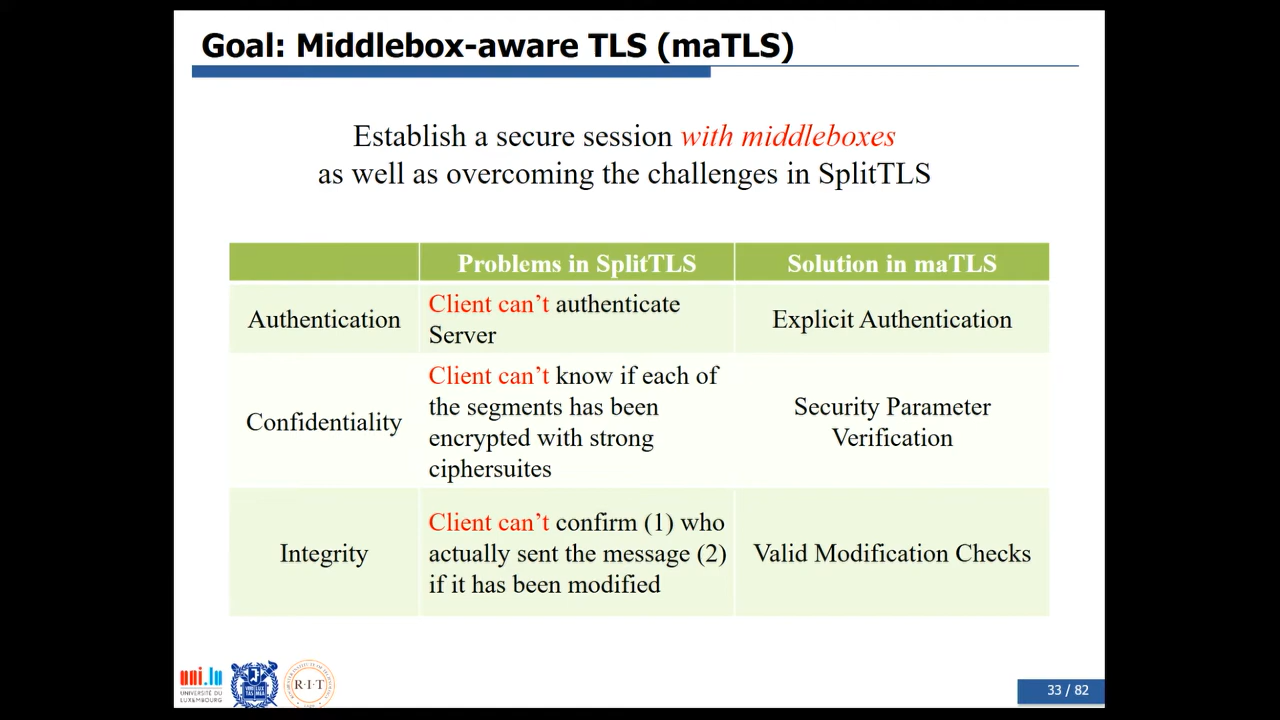 Goal: Middlebox-aware TLS (maTLS)
Establish a secure session with middleboxes
as well as overcoming the challenges in SplitTLS
Problems in SplitTLS
Solution in maTLS
Authentication
Client can't authenticate
Server
Explicit Authentication
Confidentiality
Client can't know if each of
the segments has been
encrypted with strong
ciphersuites
Security Parameter
Verification
Integrity
Client can't confirm (1) who
actually sent the message (2)
if it has been modified
Valid Modification Checks
uni.lu
UNIVERSITÉ DU
LUXEMBOURG
R·I·T
33 / 82